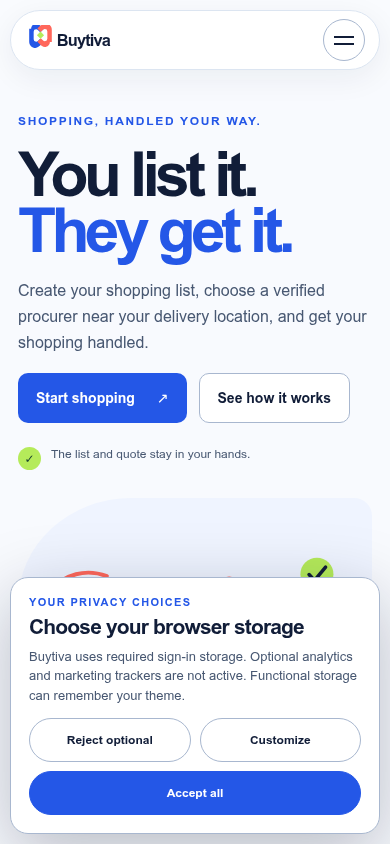 Buytiva
SHOPPING, HANDLED YOUR WAY.
You list it.
They get it.
Create your shopping list, choose a verified
procurer near your delivery location, and get your
shopping handled.
Start shopping ↗
See how it works
✓ The list and quote stay in your hands.
YOUR PRIVACY CHOICES
Choose your browser storage
Buytiva uses required sign-in storage. Optional analytics
and marketing trackers are not active. Functional storage
can remember your theme.
Reject optional
Customize
Accept all